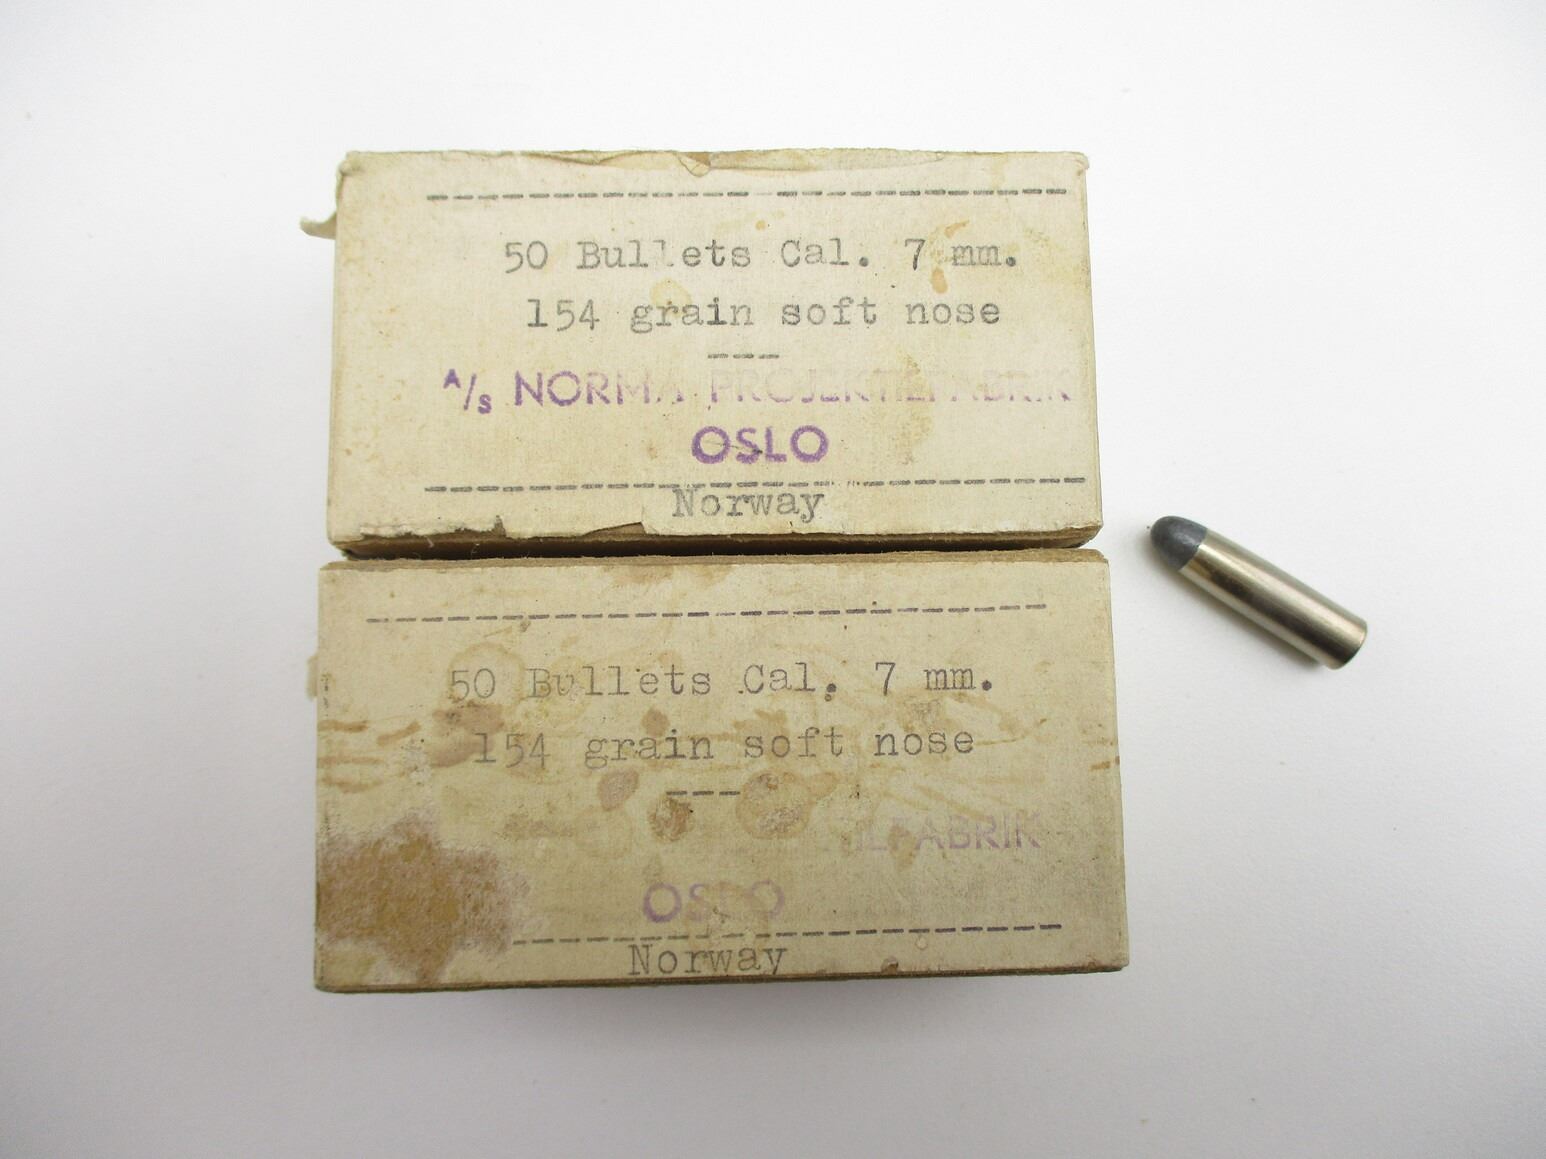 50 Bullets Cal. 7 mm.
154 grain soft nose
A/S NORMA PROJEKTILFABRIK
OSLO
Norway
50 Bullets Cal. 7 mm.
154 grain soft nose
TILFABRIK
OSLO
Norway